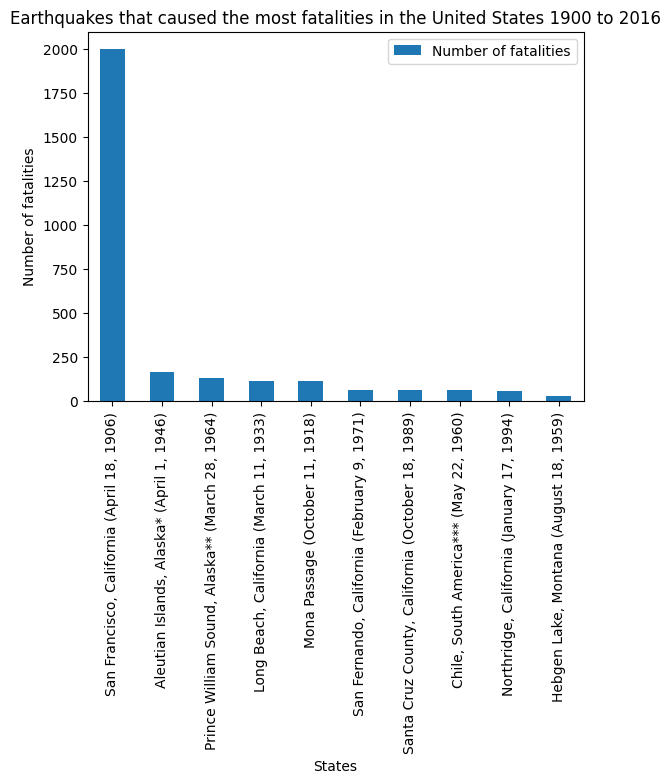 Earthquakes that caused the most fatalities in the United States 1900 to 2016
Number of fatalities
Number of fatalities
2000
1750
1500
1250
1000
750
500
250
0
San Francisco, California (April 18, 1906)
Aleutian Islands, Alaska* (April 1, 1946)
Prince William Sound, Alaska** (March 28, 1964)
Long Beach, California (March 11, 1933)
Mona Passage (October 11, 1918)
San Fernando, California (February 9, 1971)
Santa Cruz County, California (October 18, 1989)
Chile, South America*** (May 22, 1960)
Northridge, California (January 17, 1994)
Hebgen Lake, Montana (August 18, 1959)
States